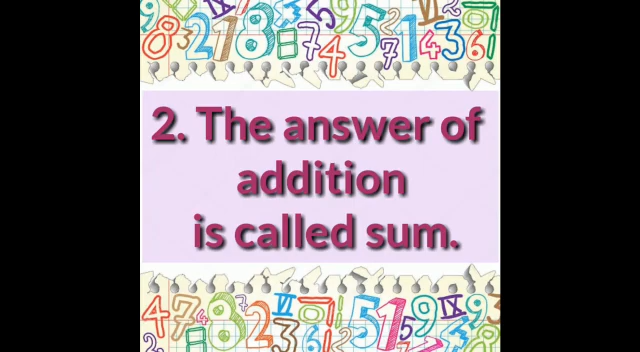 2. The answer of
addition
is called sum.